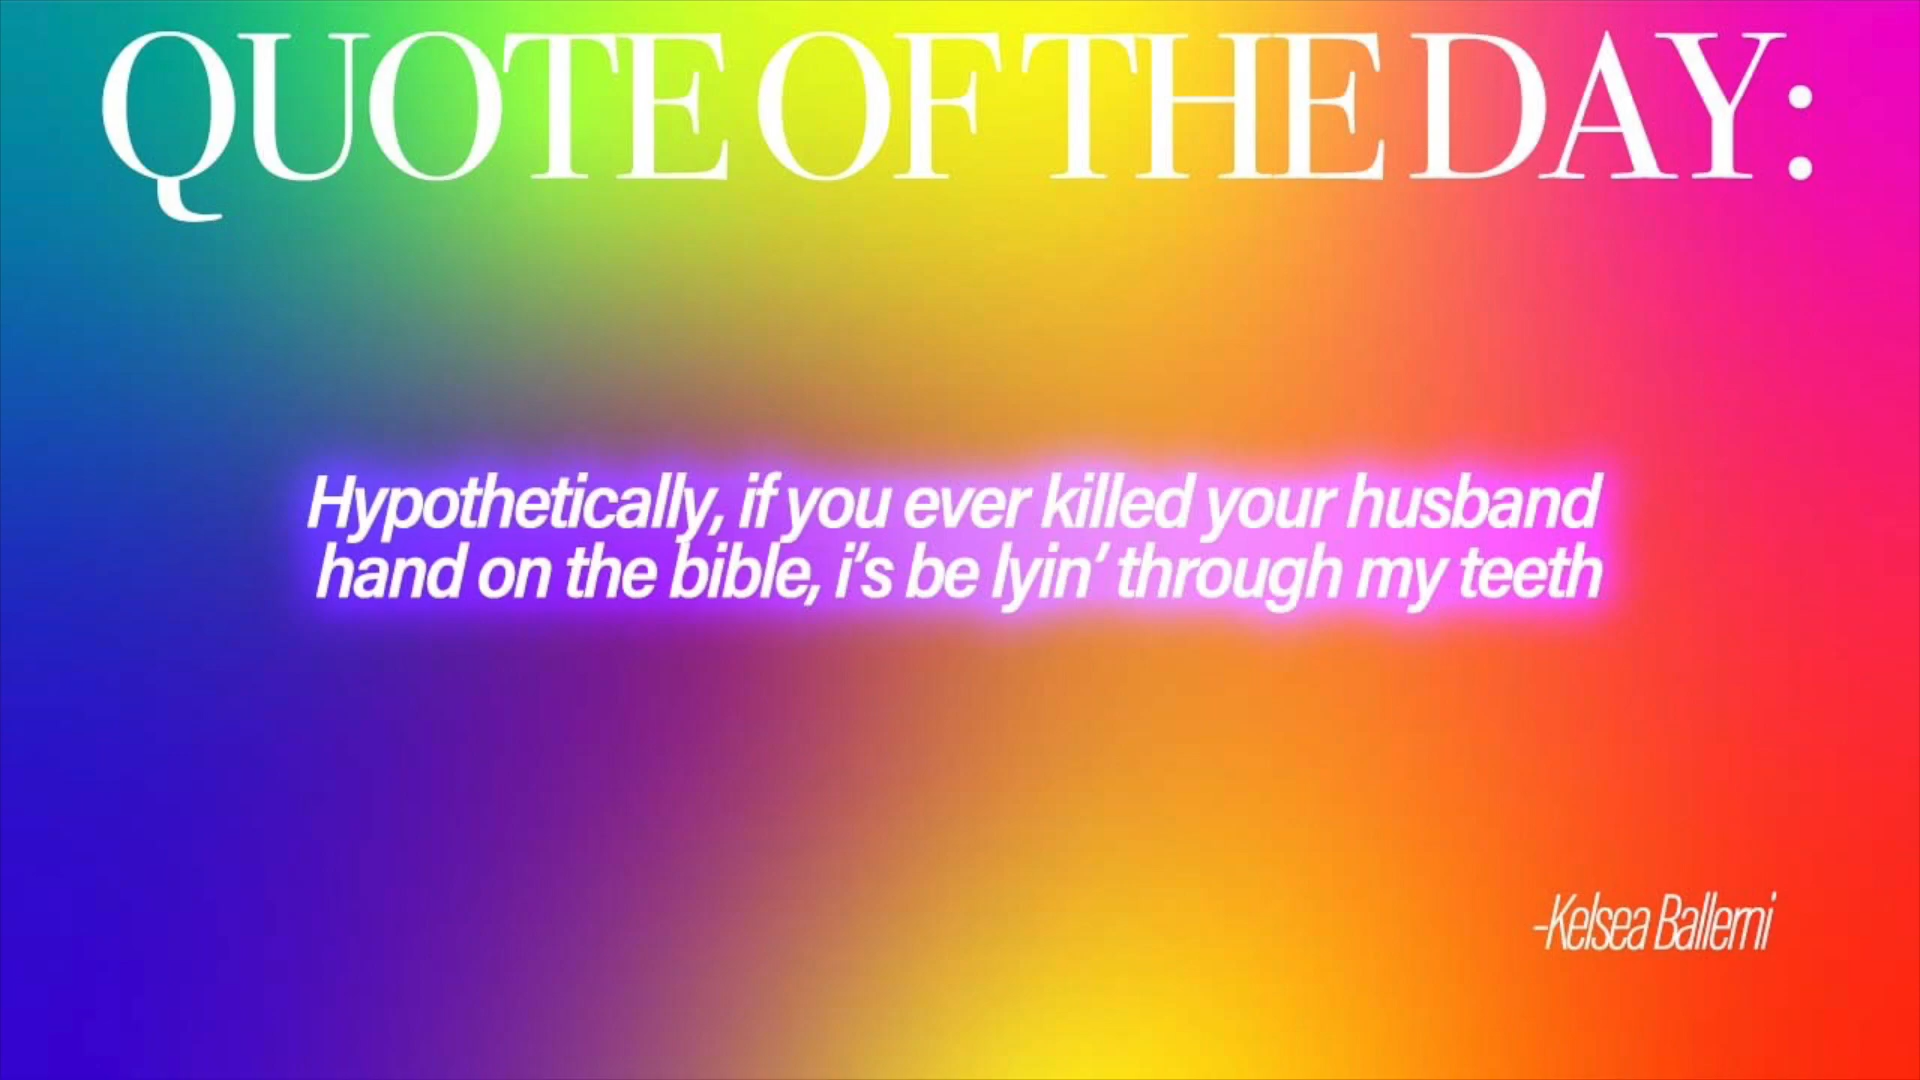 QUOTE OF THE DAY:
Hypothetically, if you ever killed your husband
hand on the bible, i's be lyin' through my teeth
-Kelsea Ballerni